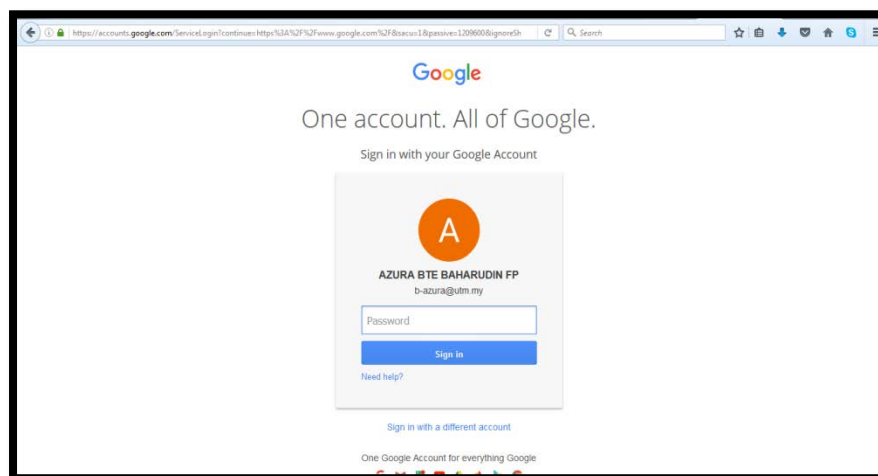 https://accounts.google.com/ServiceLogin?continue=https%3A%2F%2Fwww.google.com%2F&sacu=1&passive=1209600&ignoreSh
Search
Google
One account. All of Google.
Sign in with your Google Account
A
AZURA BTE BAHARUDIN FP
b-azura@utm.my
Password
Sign in
Need help?
Sign in with a different account
One Google Account for everything Google